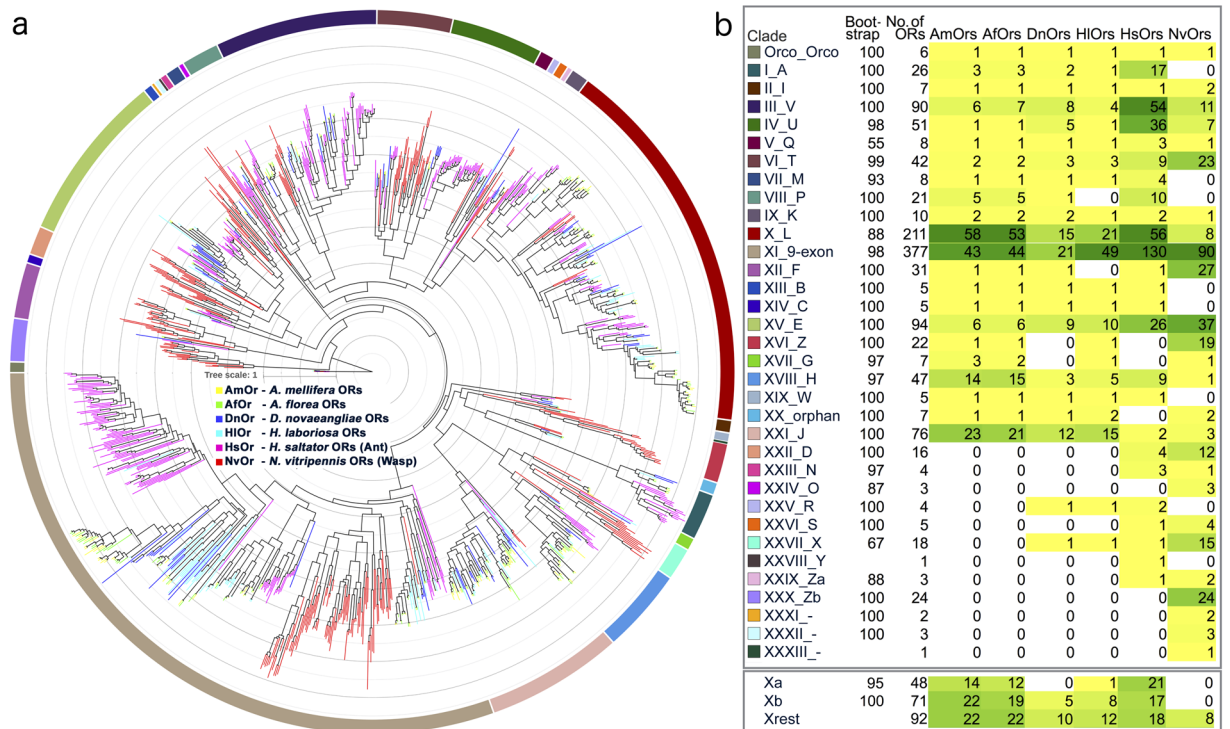 a
Tree scale: 1
AmOr - A. mellifera ORs
AfOr - A. florea ORs
DnOr - D. novaeangliae ORs
HlOr - H. laboriosa ORs
HsOr - H. saltator ORs (Ant)
NvOr - N. vitripennis ORs (Wasp)
b
Clade Boot-strap No. of ORs AmOrs AfOrs DnOrs HlOrs HsOrs NvOrs
Orco_Orco 100 6 1 1 1 1 1 1
I_A 100 26 3 3 2 1 17 0
II_I 100 7 1 1 1 1 1 2
III_V 100 90 6 7 8 4 54 11
IV_U 98 51 1 1 5 1 36 7
V_Q 55 8 1 1 1 1 3 1
VI_T 99 42 2 2 3 3 9 23
VII_M 93 8 1 1 1 1 4 0
VIII_P 100 21 5 5 1 0 10 0
IX_K 100 10 2 2 2 1 2 1
X_L 88 211 58 53 15 21 56 8
XI_9-exon 98 377 43 44 21 49 130 90
XII_F 100 31 1 1 1 0 1 27
XIII_B 100 5 1 1 1 1 1 0
XIV_C 100 5 1 1 1 1 1 0
XV_E 100 94 6 6 9 10 26 37
XVI_Z 100 22 1 1 0 1 0 19
XVII_G 97 7 3 2 0 1 0 1
XVIII_H 97 47 14 15 3 5 9 1
XIX_W 100 5 1 1 1 1 1 0
XX_orphan 100 7 1 1 1 2 0 2
XXI_J 100 76 23 21 12 15 2 3
XXII_D 100 16 0 0 0 0 4 12
XXIII_N 97 4 0 0 0 0 3 1
XXIV_O 87 3 0 0 0 0 0 3
XXV_R 100 4 0 0 1 1 2 0
XXVI_S 100 5 0 0 0 0 1 4
XXVII_X 67 18 0 0 1 1 1 15
XXVIII_Y 1 0 0 0 0 1 0
XXIX_Za 88 3 0 0 0 0 1 2
XXX_Zb 100 24 0 0 0 0 0 24
XXXI_- 100 2 0 0 0 0 0 2
XXXII_- 100 3 0 0 0 0 0 3
XXXIII_- 1 0 0 0 0 0 1
Xa 95 48 14 12 0 1 21 0
Xb 100 71 22 19 5 8 17 0
Xrest 92 22 22 10 12 18 8